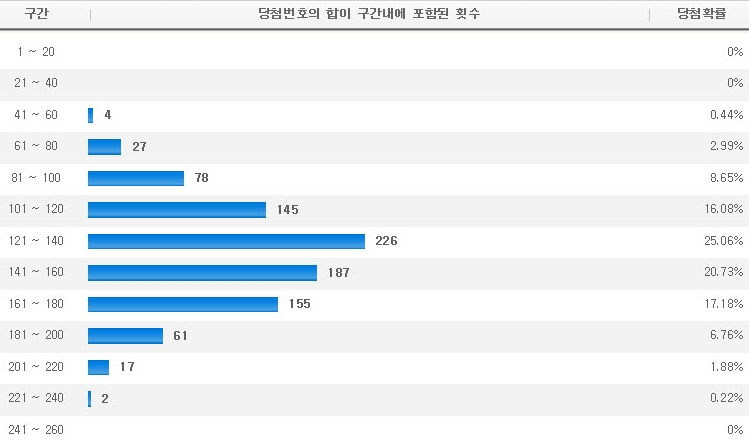 구간 당첨번호의 합이 구간내에 포함된 횟수 당첨확률
1 ~ 20 0%
21 ~ 40 0%
41 ~ 60 4 0.44%
61 ~ 80 27 2.99%
81 ~ 100 78 8.65%
101 ~ 120 145 16.08%
121 ~ 140 226 25.06%
141 ~ 160 187 20.73%
161 ~ 180 155 17.18%
181 ~ 200 61 6.76%
201 ~ 220 17 1.88%
221 ~ 240 2 0.22%
241 ~ 260 0%